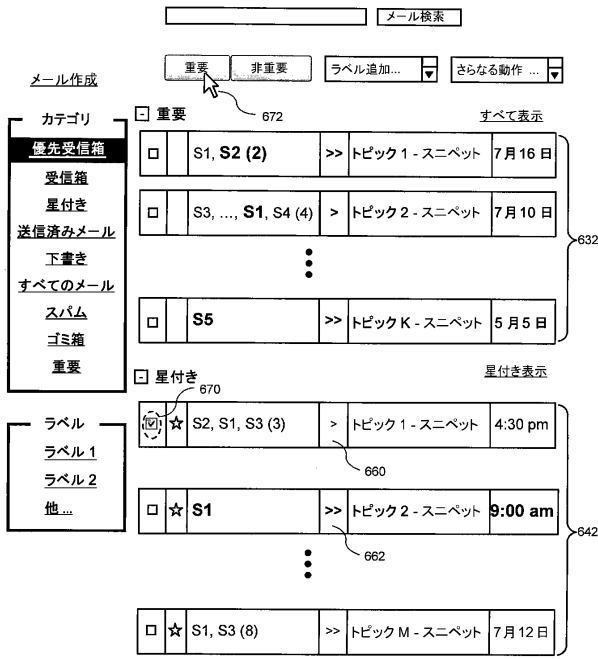 メール検索
重要 非重要 ラベル追加... さらなる動作 ...
672
メール作成
カテゴリ
優先受信箱
受信箱
星付き
送信済みメール
下書き
すべてのメール
スパム
ゴミ箱
重要
ラベル
ラベル 1
ラベル 2
他 ...
- 重要 すべて表示
S1, S2 (2) >> トピック 1 - スニペット 7月16日
S3, ..., S1, S4 (4) > トピック 2 - スニペット 7月10日
S5 >> トピック K - スニペット 5月5日
632
- 星付き 星付き表示
670
S2, S1, S3 (3) > トピック 1 - スニペット 4:30 pm
660
S1 >> トピック 2 - スニペット 9:00 am
662
S1, S3 (8) >> トピック M - スニペット 7月12日
642